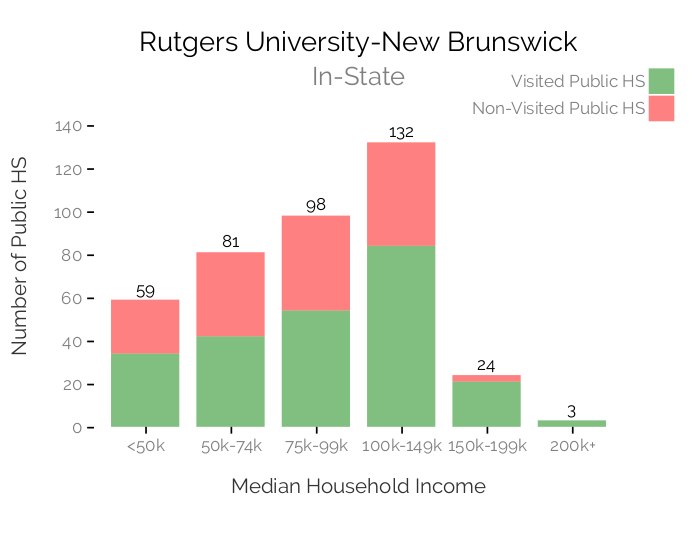 Rutgers University-New Brunswick
In-State
Visited Public HS
Non-Visited Public HS
Number of Public HS
140
120
100
80
60
40
20
0
59
81
98
132
24
3
<50k
50k-74k
75k-99k
100k-149k
150k-199k
200k+
Median Household Income